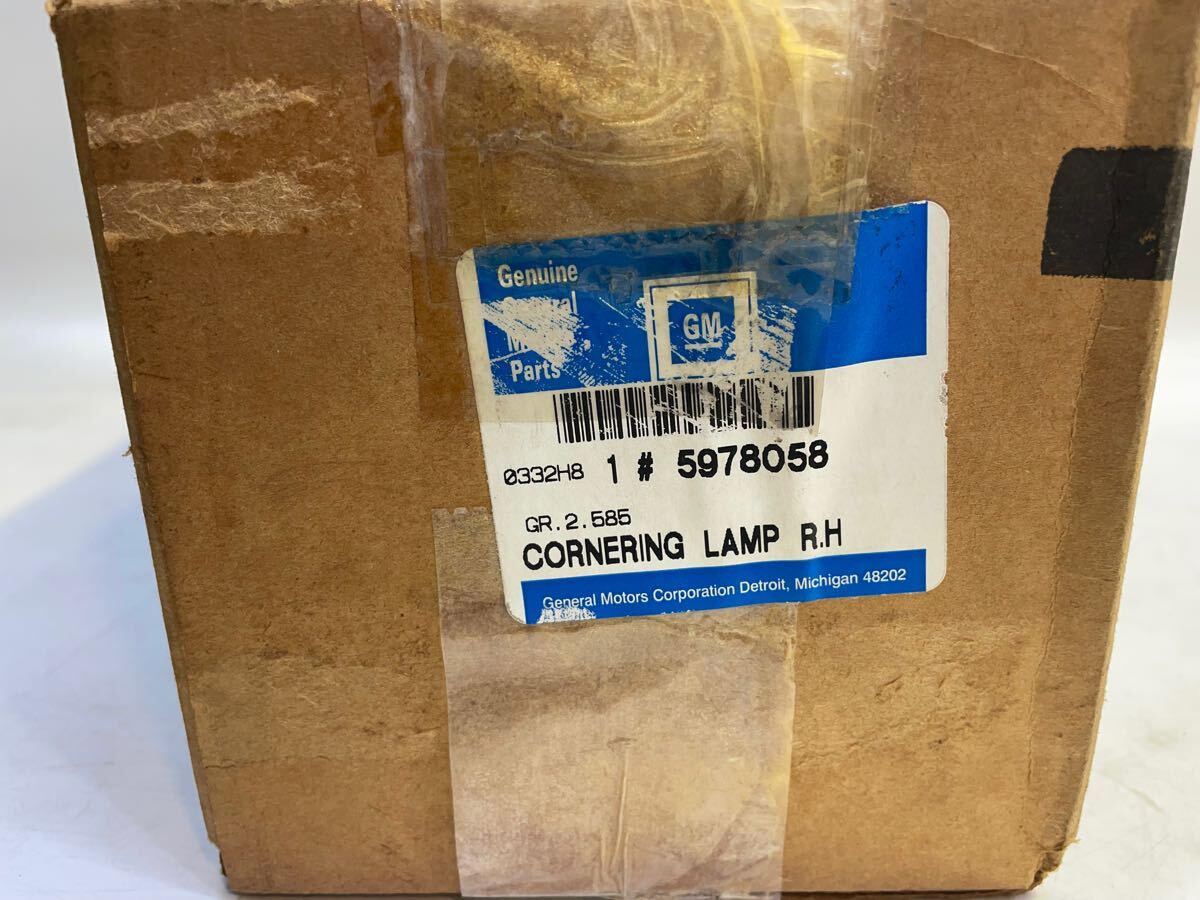 Genuine
Parts
GM
0332H8 1 # 5978058
GR.2.585
CORNERING LAMP R.H
General Motors Corporation Detroit, Michigan 48202